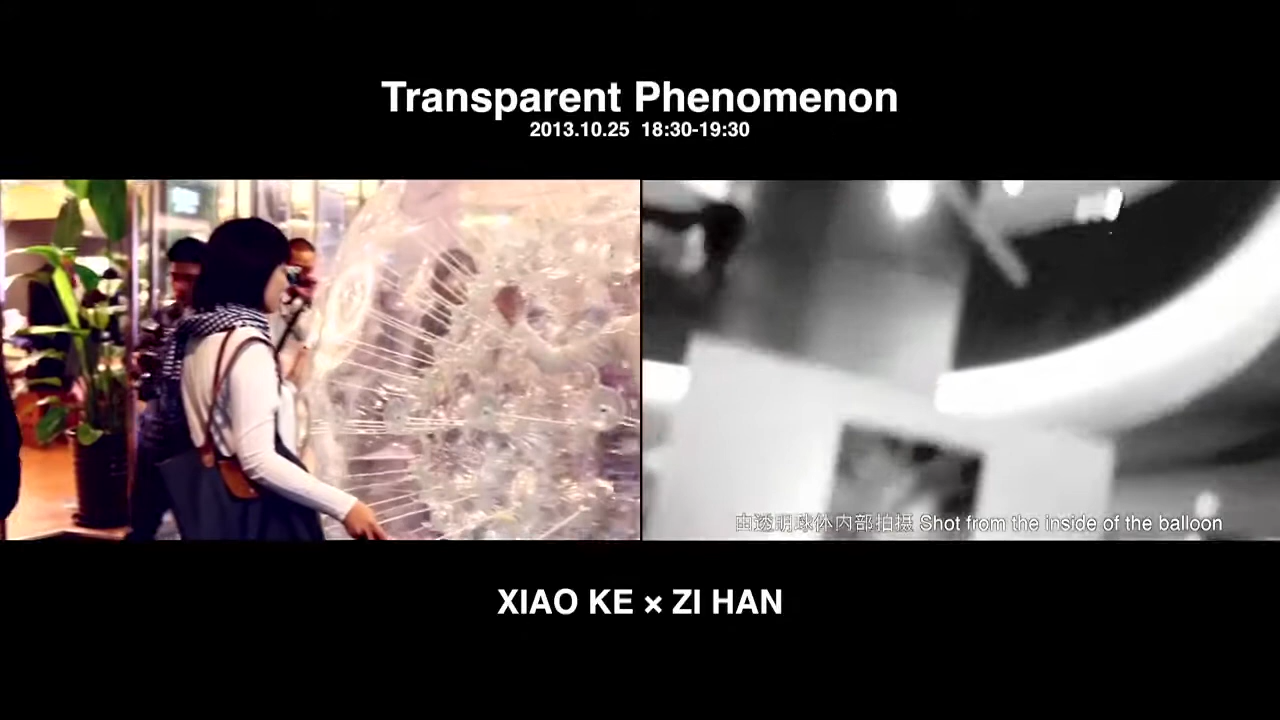 Transparent Phenomenon
2013.10.25 18:30-19:30
由透明球体内部拍摄 Shot from the inside of the balloon
XIAO KE × ZI HAN